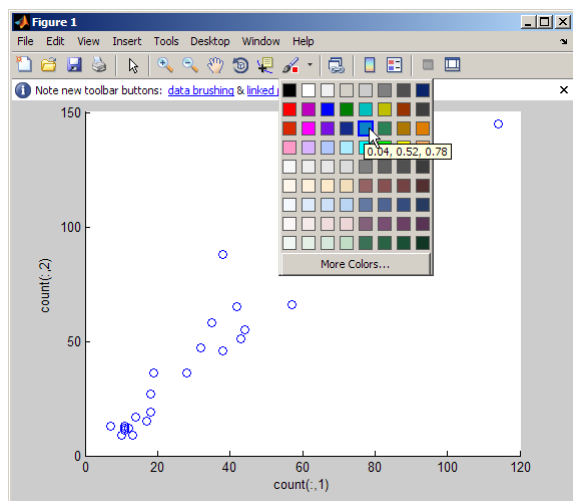 Figure 1
File Edit View Insert Tools Desktop Window Help
Note new toolbar buttons: data brushing & linked
0.04, 0.52, 0.78
More Colors...
150
100
50
0
count(:,2)
0 20 40 60 80 100 120
count(:,1)